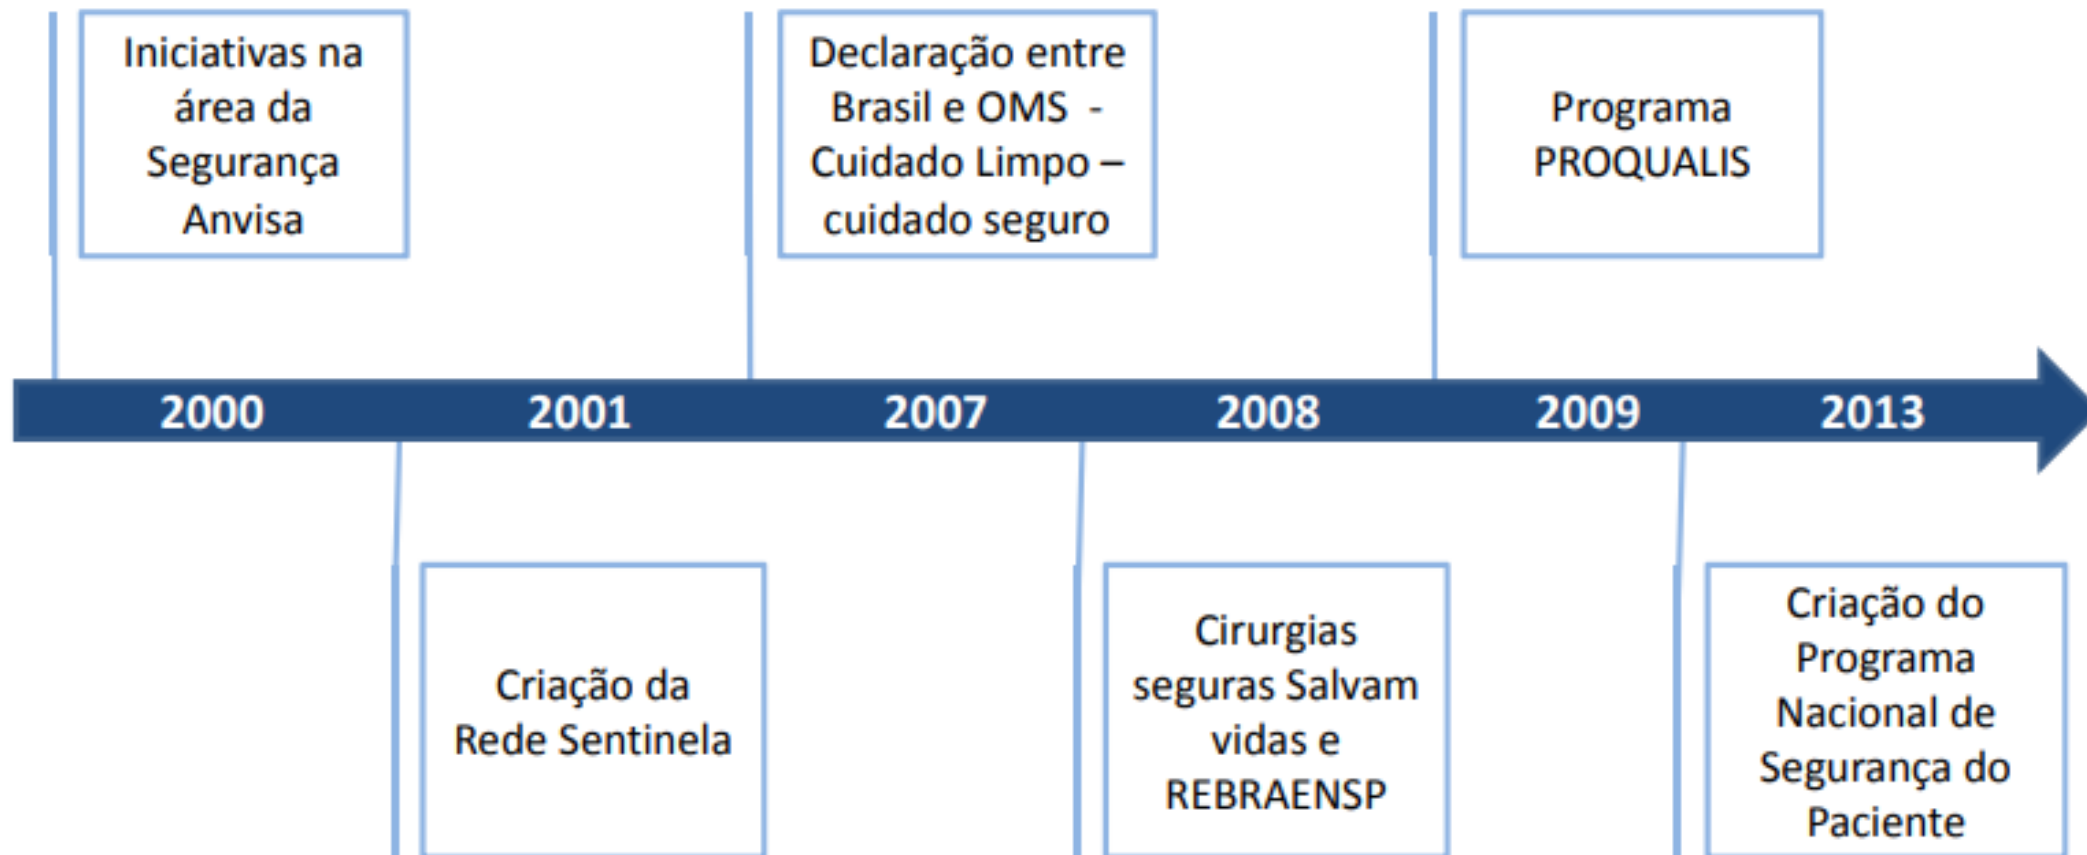 Iniciativas na
área da
Segurança
Anvisa
Declaração entre
Brasil e OMS -
Cuidado Limpo –
cuidado seguro
Programa
PROQUALIS
2000 2001 2007 2008 2009 2013
Criação da
Rede Sentinela
Cirurgias
seguras Salvam
vidas e
REBRAENSP
Criação do
Programa
Nacional de
Segurança do
Paciente